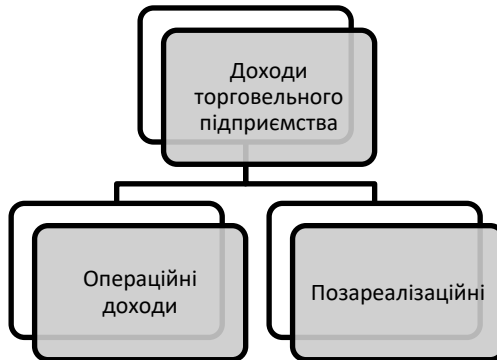 Доходи
торговельного
підприємства
Операційні
доходи
Позареалізаційні